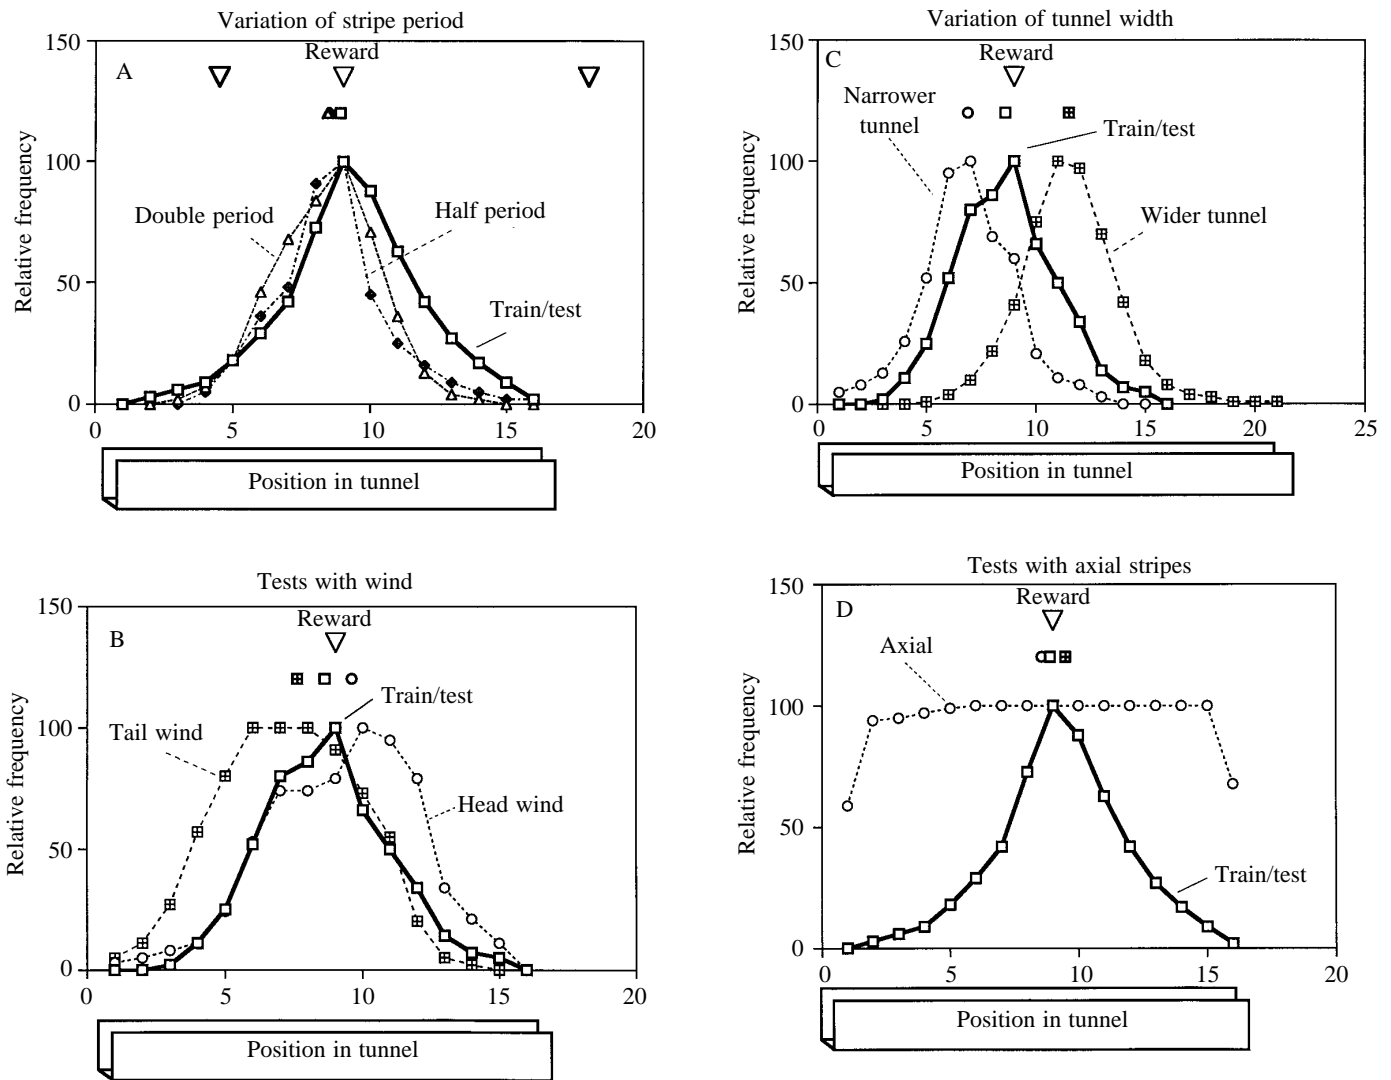 Variation of stripe period
150
A
Reward
100
Double period
Half period
50
Train/test
0
0 5 10 15 20
Relative frequency
Position in tunnel
Variation of tunnel width
150
C
Reward
Narrower
tunnel
Train/test
100
Wider tunnel
50
0
0 5 10 15 20 25
Relative frequency
Position in tunnel
Tests with wind
150
B
Reward
Train/test
Tail wind
100
Head wind
50
0
0 5 10 15 20
Relative frequency
Position in tunnel
Tests with axial stripes
150
D
Reward
Axial
100
50
Train/test
0
0 5 10 15 20
Relative frequency
Position in tunnel